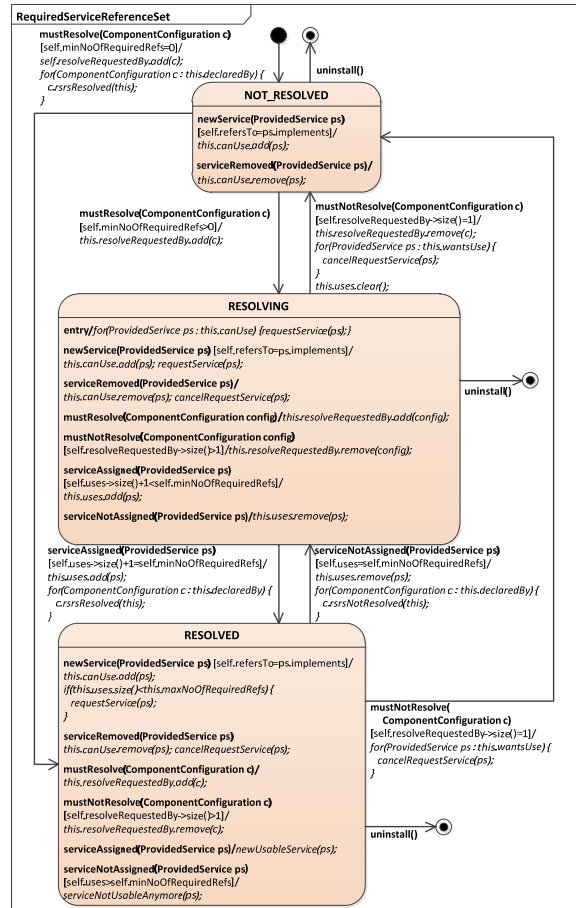 RequiredServiceReferenceSet
mustResolve(ComponentConfiguration c)
[self.minNoOfRequiredRefs=0]/
self.resolveRequestedBy.add(c);
for(ComponentConfiguration c : this.declaredBy) {
c.rsrsResolved(this);
}
uninstall()
NOT_RESOLVED
newService(ProvidedService ps)
[self.refersTo=ps.implements]/
this.canUse.add(ps);
serviceRemoved(ProvidedService ps)/
this.canUse.remove(ps);
mustResolve(ComponentConfiguration c)
[self.minNoOfRequiredRefs>0]/
this.resolveRequestedBy.add(c);
mustNotResolve(ComponentConfiguration c)
[self.resolveRequestedBy->size()=1]/
this.resolveRequestedBy.remove(c);
for(ProvidedService ps : this.wantsUse) {
cancelRequestService(ps);
}
this.uses.clear();
RESOLVING
entry/for(ProvidedSerivce ps : this.canUse) {requestService(ps);}
newService(ProvidedService ps) [self.refersTo=ps.implements]/
this.canUse.add(ps); requestService(ps);
serviceRemoved(ProvidedService ps)/
this.canUse.remove(ps); cancelRequestService(ps);
mustResolve(ComponentConfiguration config)/this.resolveRequestedBy.add(config);
mustNotResolve(ComponentConfiguration config)
[self.resolveRequestedBy->size()>1]/this.resolveRequestedBy.remove(config);
serviceAssigned(ProvidedService ps)
[self.uses->size()+1<self.minNoOfRequiredRefs]/
this.uses.add(ps);
serviceNotAssigned(ProvidedService ps)/this.uses.remove(ps);
uninstall()
serviceAssigned(ProvidedService ps)
[self.uses->size()+1=self.minNoOfRequiredRefs]/
this.uses.add(ps);
for(ComponentConfiguration c : this.declaredBy) {
c.rsrsResolved(this);
}
serviceNotAssigned(ProvidedService ps)
[self.uses=self.minNoOfRequiredRefs]/
this.uses.remove(ps);
for(ComponentConfiguration c : this.declaredBy) {
c.rsrsNotResolved(this);
}
RESOLVED
newService(ProvidedService ps) [self.refersTo=ps.implements]/
this.canUse.add(ps);
if(this.uses.size()<this.maxNoOfRequiredRefs) {
requestService(ps);
}
serviceRemoved(ProvidedService ps)
this.canUse.remove(ps); cancelRequestService(ps);
mustResolve(ComponentConfiguration c)/
this.resolveRequestedBy.add(c);
mustNotResolve(ComponentConfiguration c)
[self.resolveRequestedBy->size()>1]/
this.resolveRequestedBy.remove(c);
serviceAssigned(ProvidedService ps)/newUsableService(ps);
serviceNotAssigned(ProvidedService ps)
[self.uses>self.minNoOfRequiredRefs]/
serviceNotUsableAnymore(ps);
mustNotResolve(
ComponentConfiguration c)
[self.resolveRequestedBy->size()=1]/
for(ProvidedService ps : this.wantsUse) {
cancelRequestService(ps);
}
uninstall()